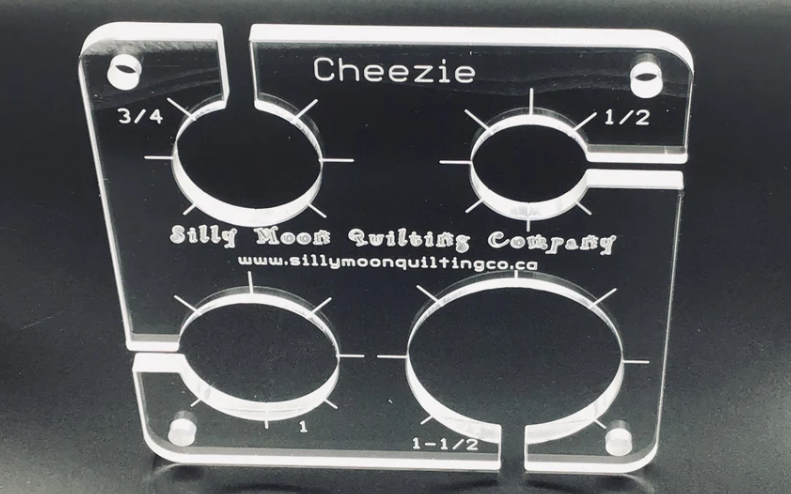 Cheezie
3/4
1/2
Silly Moon Quilting Company
www.sillymoonquiltingco.ca
1
1-1/2